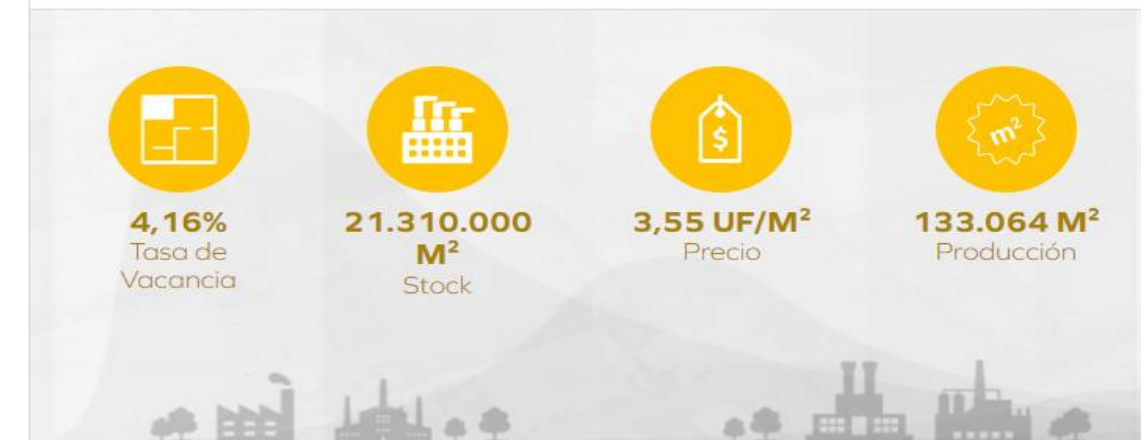 $
m²
4,16%
Tasa de
Vacancia
21.310.000
M²
Stock
3,55 UF/M²
Precio
133.064 M²
Producción